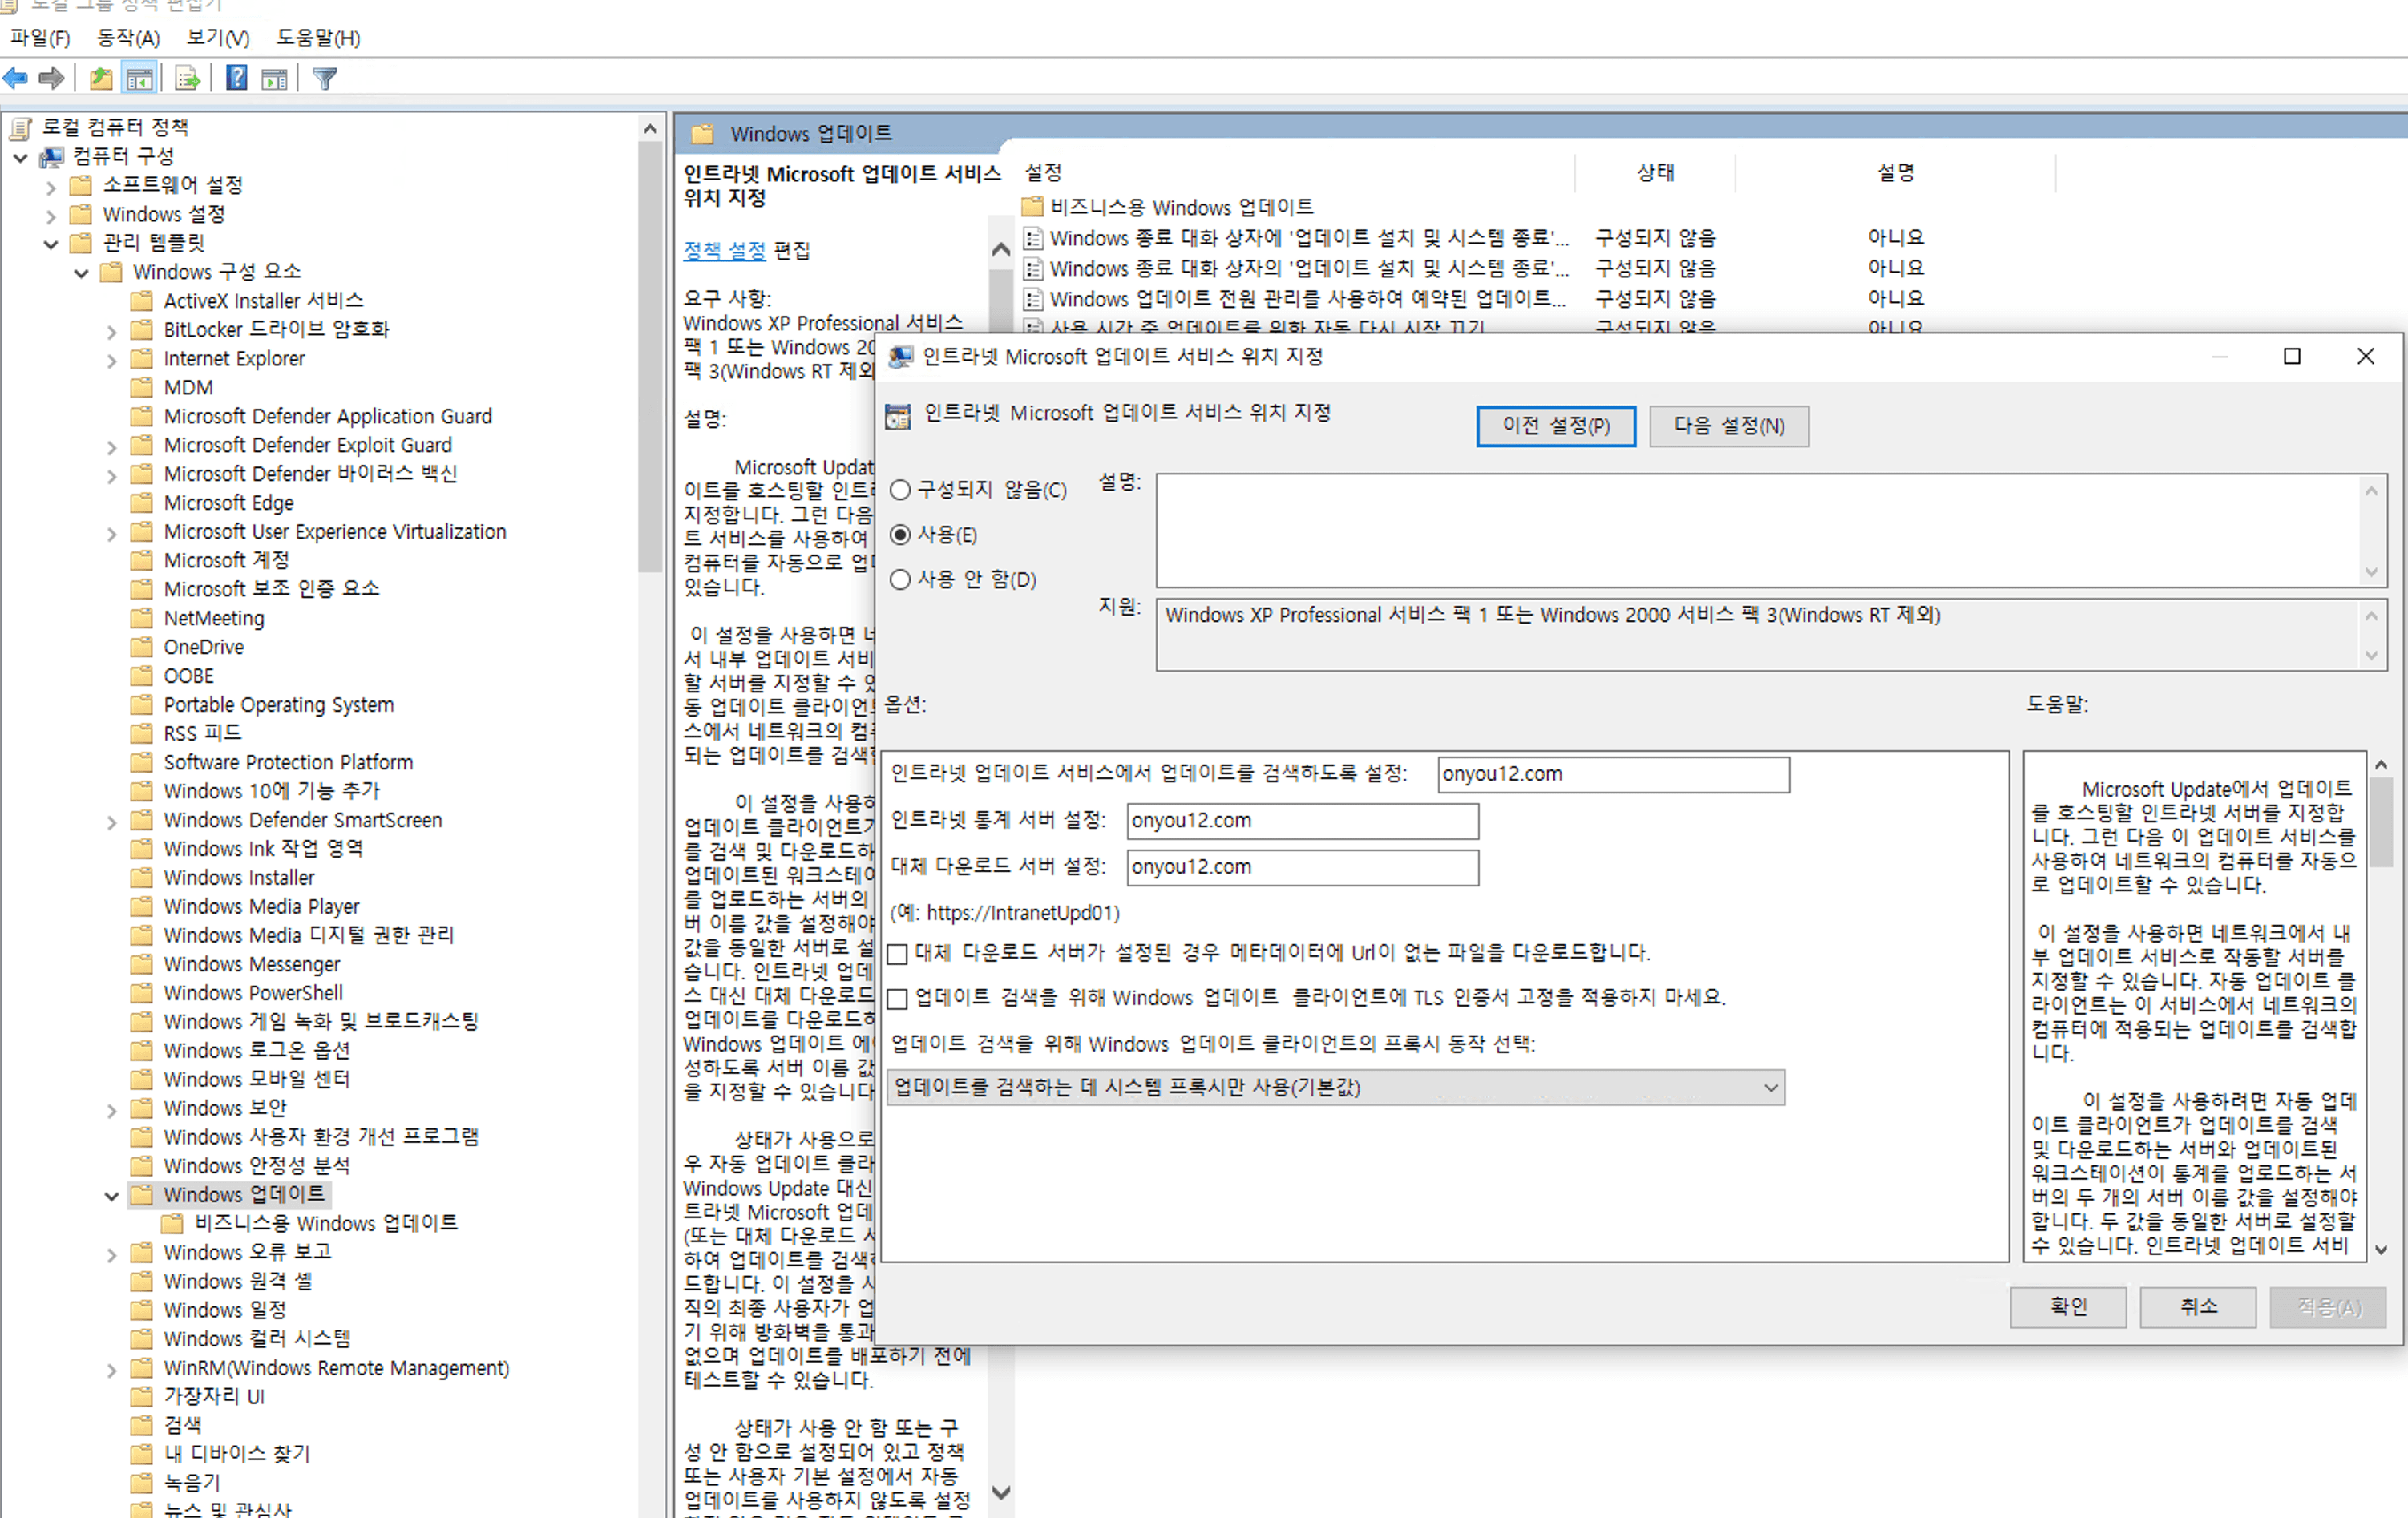 로컬 그룹 정책 편집기
파일(F) 동작(A) 보기(V) 도움말(H)
로컬 컴퓨터 정책
컴퓨터 구성
소프트웨어 설정
Windows 설정
관리 템플릿
Windows 구성 요소
ActiveX Installer 서비스
BitLocker 드라이브 암호화
Internet Explorer
MDM
Microsoft Defender Application Guard
Microsoft Defender Exploit Guard
Microsoft Defender 바이러스 백신
Microsoft Edge
Microsoft User Experience Virtualization
Microsoft 계정
Microsoft 보조 인증 요소
NetMeeting
OneDrive
OOBE
Portable Operating System
RSS 피드
Software Protection Platform
Windows 10에 기능 추가
Windows Defender SmartScreen
Windows Ink 작업 영역
Windows Installer
Windows Media Player
Windows Media 디지털 권한 관리
Windows Messenger
Windows PowerShell
Windows 게임 녹화 및 브로드캐스팅
Windows 로그온 옵션
Windows 모바일 센터
Windows 보안
Windows 사용자 환경 개선 프로그램
Windows 안정성 분석
Windows 업데이트
비즈니스용 Windows 업데이트
Windows 오류 보고
Windows 원격 셸
Windows 일정
Windows 컬러 시스템
WinRM(Windows Remote Management)
가장자리 UI
검색
내 디바이스 찾기
녹음기
뉴스 및 관심사
Windows 업데이트
인트라넷 Microsoft 업데이트 서비스
위치 지정
정책 설정 편집
요구 사항:
Windows XP Professional 서비스
팩 1 또는 Windows 20
팩 3(Windows RT 제외
설명:
Microsoft Updat
이트를 호스팅할 인트
지정합니다. 그런 다음
트 서비스를 사용하여
컴퓨터를 자동으로 업
있습니다.
이 설정을 사용하면 네
서 내부 업데이트 서비
할 서버를 지정할 수 있
동 업데이트 클라이언트
스에서 네트워크의 컴퓨
되는 업데이트를 검색합
이 설정을 사용하
업데이트 클라이언트가
를 검색 및 다운로드하
업데이트된 워크스테이
를 업로드하는 서버의
버 이름 값을 설정해야
값을 동일한 서버로 설
습니다. 인트라넷 업데
스 대신 대체 다운로드
업데이트를 다운로드하
Windows 업데이트 에이
성하도록 서버 이름 값
을 지정할 수 있습니다
상태가 사용으로
우 자동 업데이트 클라
Windows Update 대신
트라넷 Microsoft 업데
(또는 대체 다운로드 서
하여 업데이트를 검색하
드합니다. 이 설정을 사
직의 최종 사용자가 업
기 위해 방화벽을 통과
없으며 업데이트를 배포하기 전에
테스트할 수 있습니다.
상태가 사용 안 함 또는 구
성 안 함으로 설정되어 있고 정책
또는 사용자 기본 설정에서 자동
업데이트를 사용하지 않도록 설정
설정 상태 설명
비즈니스용 Windows 업데이트
Windows 종료 대화 상자에 '업데이트 설치 및 시스템 종료'... 구성되지 않음 아니요
Windows 종료 대화 상자의 '업데이트 설치 및 시스템 종료'... 구성되지 않음 아니요
Windows 업데이트 전원 관리를 사용하여 예약된 업데이트... 구성되지 않음 아니요
사용 시간 중 업데이트를 위한 자동 다시 시작 끄기 구성되지 않음 아니요
인트라넷 Microsoft 업데이트 서비스 위치 지정
인트라넷 Microsoft 업데이트 서비스 위치 지정
이전 설정(P) 다음 설정(N)
구성되지 않음(C) 설명:
사용(E)
사용 안 함(D)
지원: Windows XP Professional 서비스 팩 1 또는 Windows 2000 서비스 팩 3(Windows RT 제외)
옵션: 도움말:
인트라넷 업데이트 서비스에서 업데이트를 검색하도록 설정: onyou12.com
인트라넷 통계 서버 설정: onyou12.com
대체 다운로드 서버 설정: onyou12.com
(예: https://IntranetUpd01)
대체 다운로드 서버가 설정된 경우 메타데이터에 Url이 없는 파일을 다운로드합니다.
업데이트 검색을 위해 Windows 업데이트 클라이언트에 TLS 인증서 고정을 적용하지 마세요.
업데이트 검색을 위해 Windows 업데이트 클라이언트의 프록시 동작 선택:
업데이트를 검색하는 데 시스템 프록시만 사용(기본값)
Microsoft Update에서 업데이트
를 호스팅할 인트라넷 서버를 지정합
니다. 그런 다음 이 업데이트 서비스를
사용하여 네트워크의 컴퓨터를 자동으
로 업데이트할 수 있습니다.
이 설정을 사용하면 네트워크에서 내
부 업데이트 서비스로 작동할 서버를
지정할 수 있습니다. 자동 업데이트 클
라이언트는 이 서비스에서 네트워크의
컴퓨터에 적용되는 업데이트를 검색합
니다.
이 설정을 사용하려면 자동 업데
이트 클라이언트가 업데이트를 검색
및 다운로드하는 서버와 업데이트된
워크스테이션이 통계를 업로드하는 서
버의 두 개의 서버 이름 값을 설정해야
합니다. 두 값을 동일한 서버로 설정할
수 있습니다. 인트라넷 업데이트 서비
확인 취소 적용(A)